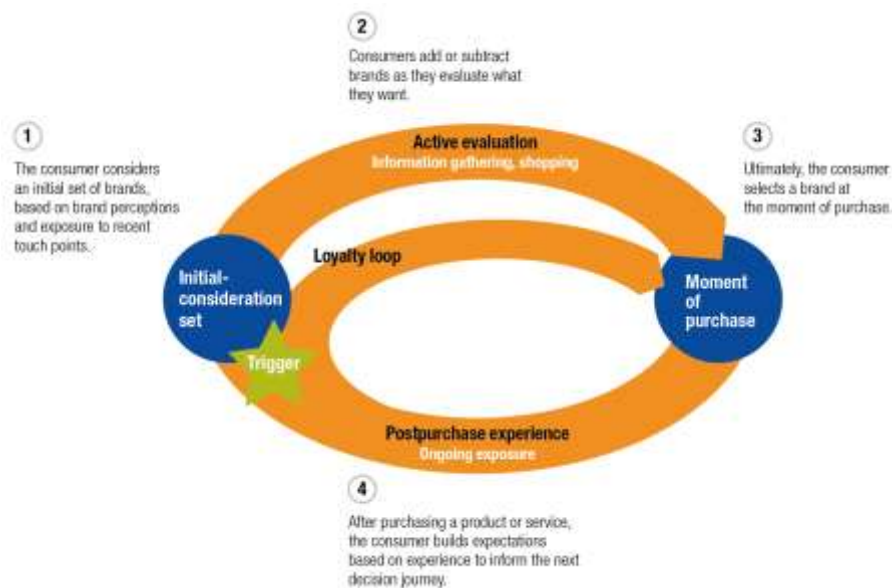 2
Consumers add or subtract
brands as they evaluate what
they want.
1
The consumer considers
an initial set of brands,
based on brand perceptions
and exposure to recent
touch points.
Active evaluation
Information gathering, shopping
3
Ultimately, the consumer
selects a brand at
the moment of purchase.
Loyalty loop
Initial-
consideration
set
Moment
of
purchase
Trigger
Postpurchase experience
Ongoing exposure
4
After purchasing a product or service,
the consumer builds expectations
based on experience to inform the next
decision journey.